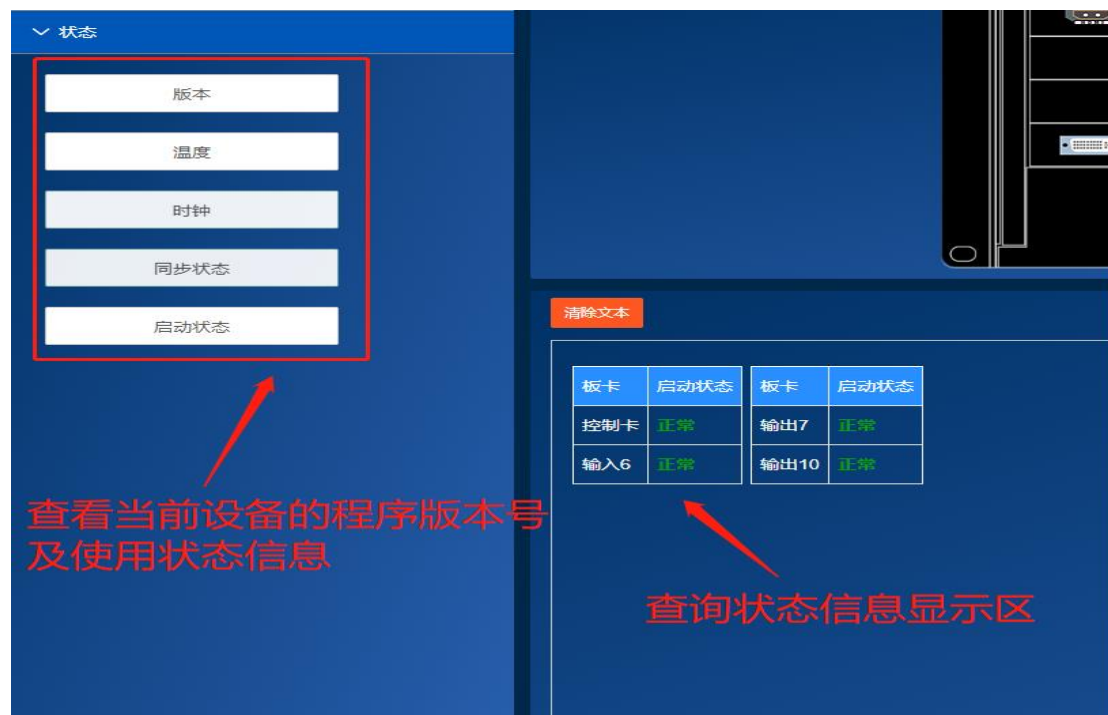 状态
版本
温度
时钟
同步状态
启动状态
查看当前设备的程序版本号
及使用状态信息
清除文本
板卡 启动状态 板卡 启动状态
控制卡 正常 输出7 正常
输入6 正常 输出10 正常
查询状态信息显示区